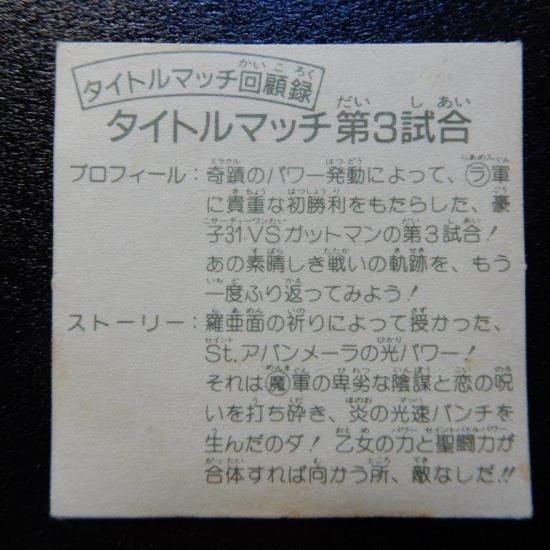 タイトルマッチ回顧録
タイトルマッチ第3試合
プロフィール：奇蹟のパワー発動によって、ラ軍
に貴重な初勝利をもたらした、豪
子31 VSガットマンの第3試合！
あの素晴しき戦いの軌跡を、もう
一度ふり返ってみよう！
ストーリー：羅亜面の祈りによって授かった、
St.アバンメーラの光パワー！
それは魔軍の卑劣な陰謀と恋の呪
いを打ち砕き、炎の光速パンチを
生んだのダ！乙女の力と聖闘力が
合体すれば向かう所、敵なしだ!!